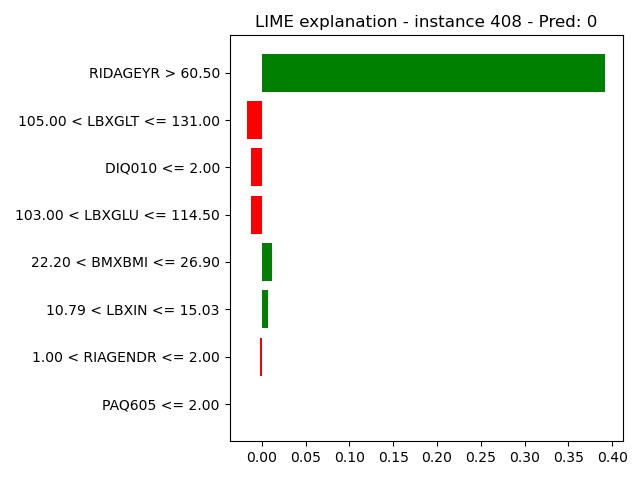 LIME explanation - instance 408 - Pred: 0
RIDAGEYR > 60.50
105.00 < LBXGLT <= 131.00
DIQ010 <= 2.00
103.00 < LBXGLU <= 114.50
22.20 < BMXBMI <= 26.90
10.79 < LBXIN <= 15.03
1.00 < RIAGENDR <= 2.00
PAQ605 <= 2.00
0.00 0.05 0.10 0.15 0.20 0.25 0.30 0.35 0.40